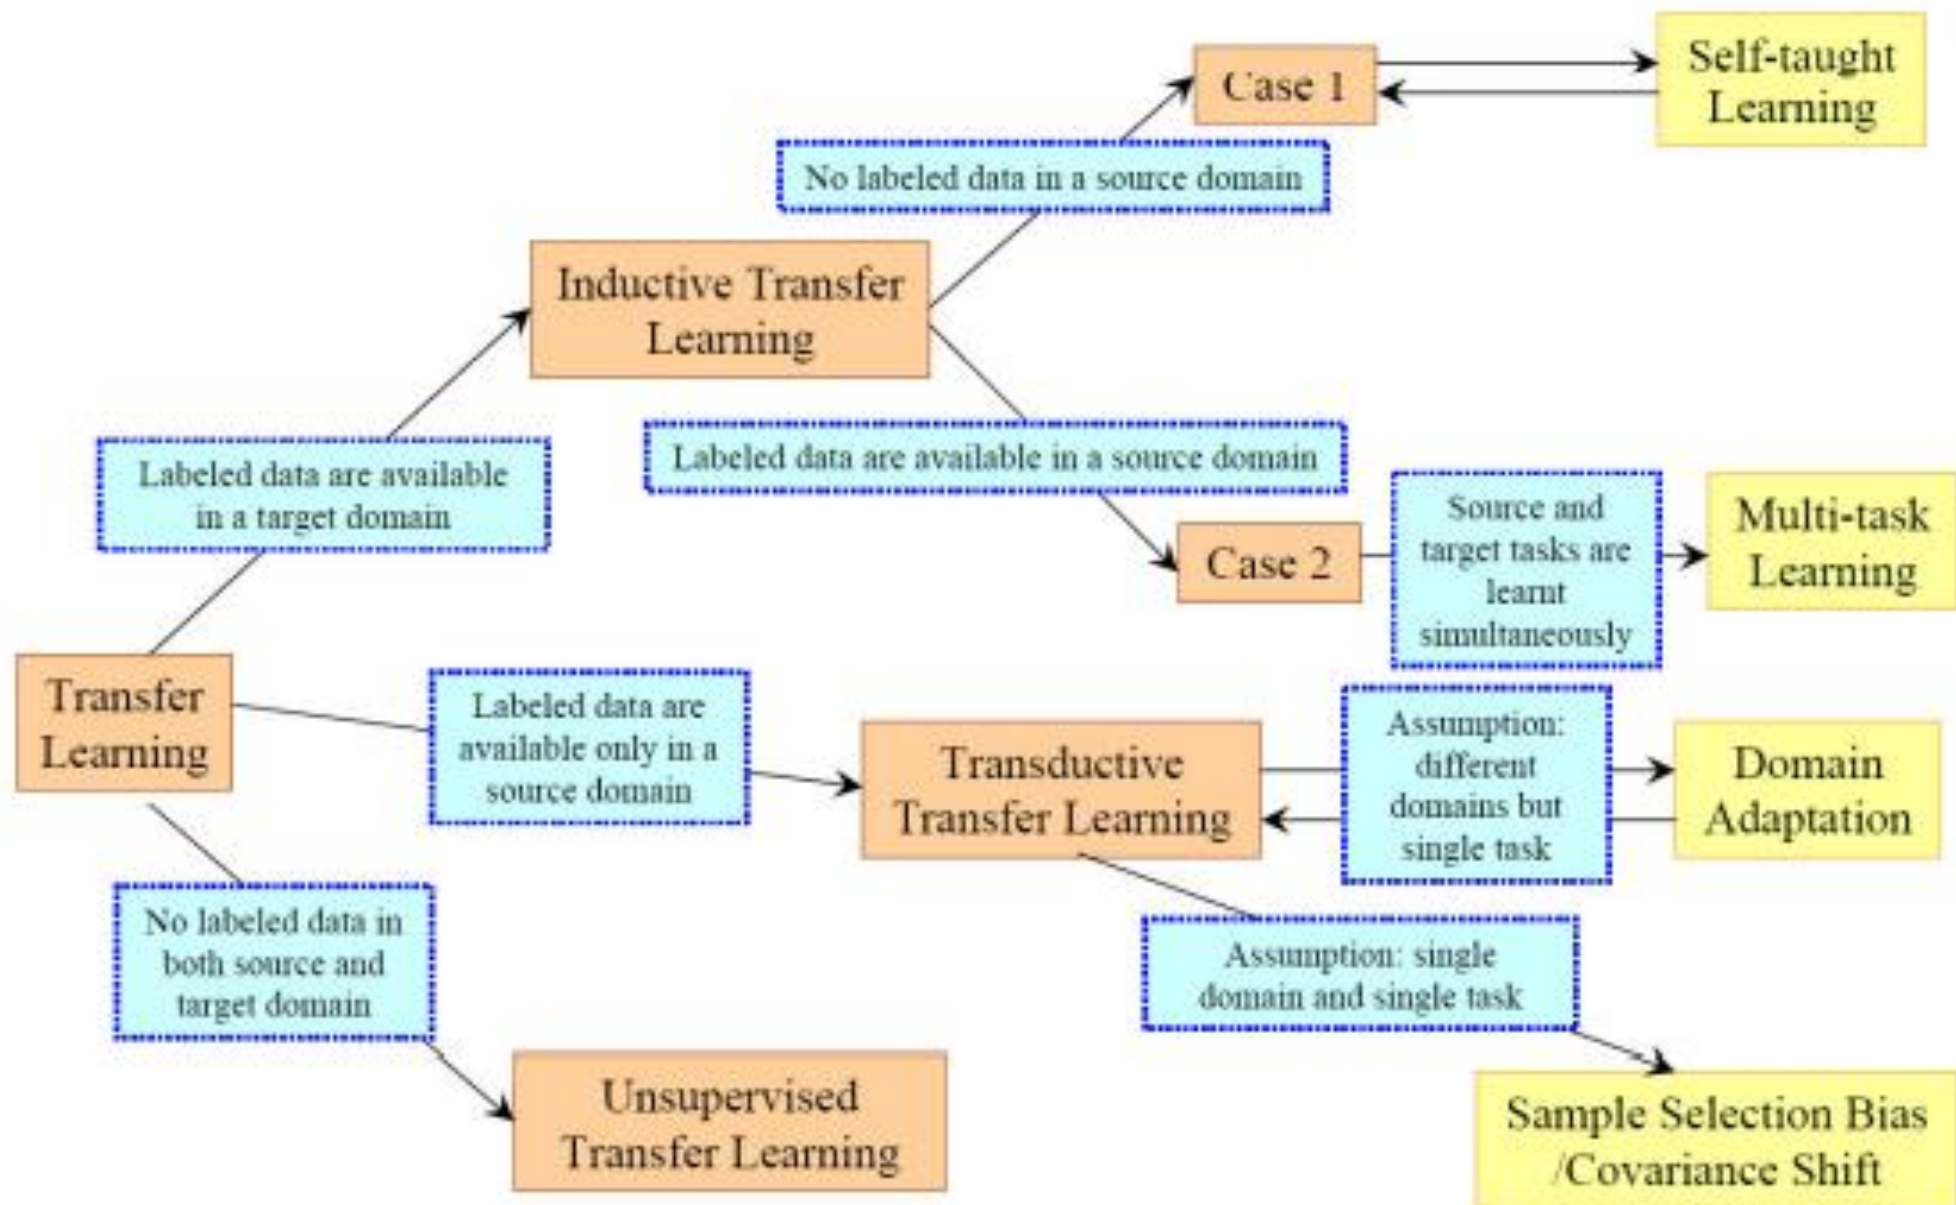 Case 1
Self-taught
Learning
No labeled data in a source domain
Inductive Transfer
Learning
Labeled data are available
in a target domain
Labeled data are available in a source domain
Case 2
Source and
target tasks are
learnt
simultaneously
Multi-task
Learning
Transfer
Learning
Labeled data are
available only in a
source domain
Transductive
Transfer Learning
Assumption:
different
domains but
single task
Domain
Adaptation
No labeled data in
both source and
target domain
Assumption: single
domain and single task
Unsupervised
Transfer Learning
Sample Selection Bias
/Covariance Shift